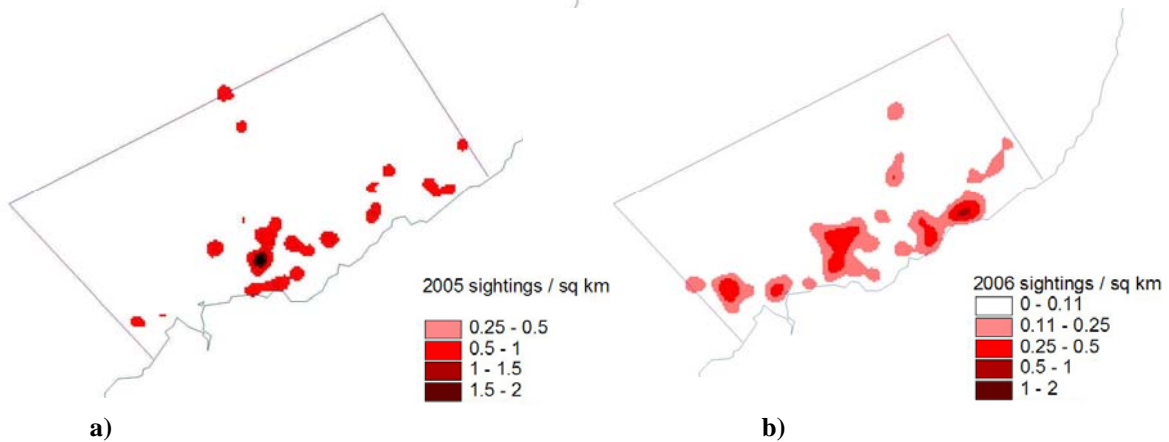 2005 sightings / sq km
0.25 - 0.5
0.5 - 1
1 - 1.5
1.5 - 2
a)
2006 sightings / sq km
0 - 0.11
0.11 - 0.25
0.25 - 0.5
0.5 - 1
1 - 2
b)